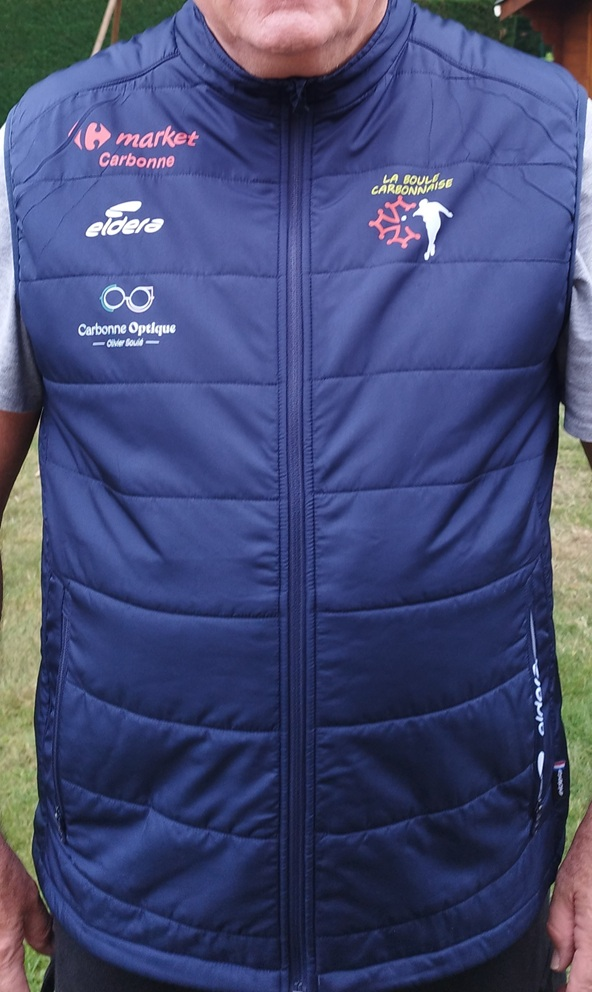 market
Carbonne
eldera
Carbonne Optique
Olivier Soulé
LA BOULE
CARBONNAISE
eldera